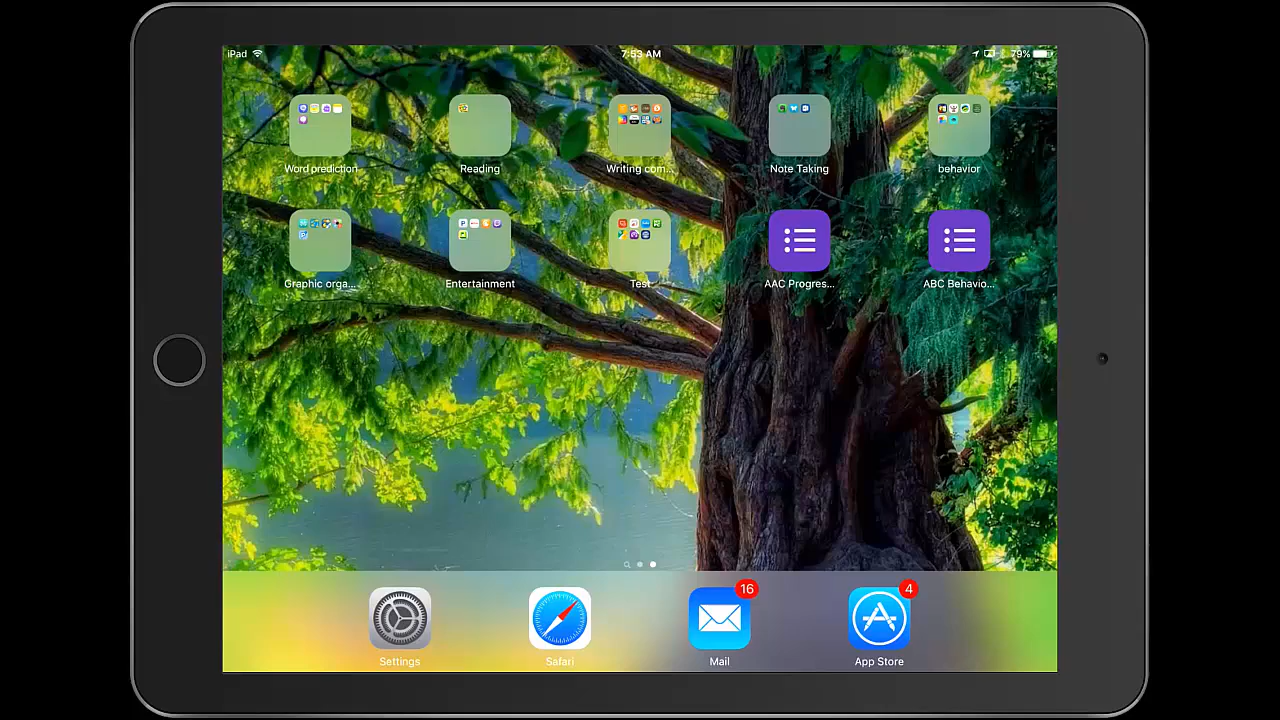 iPad 7:53 AM 79%
Word prediction Reading Writing com... Note Taking behavior
Graphic orga... Entertainment Test AAC Progres... ABC Behavio...
16 4
Settings Safari Mail App Store